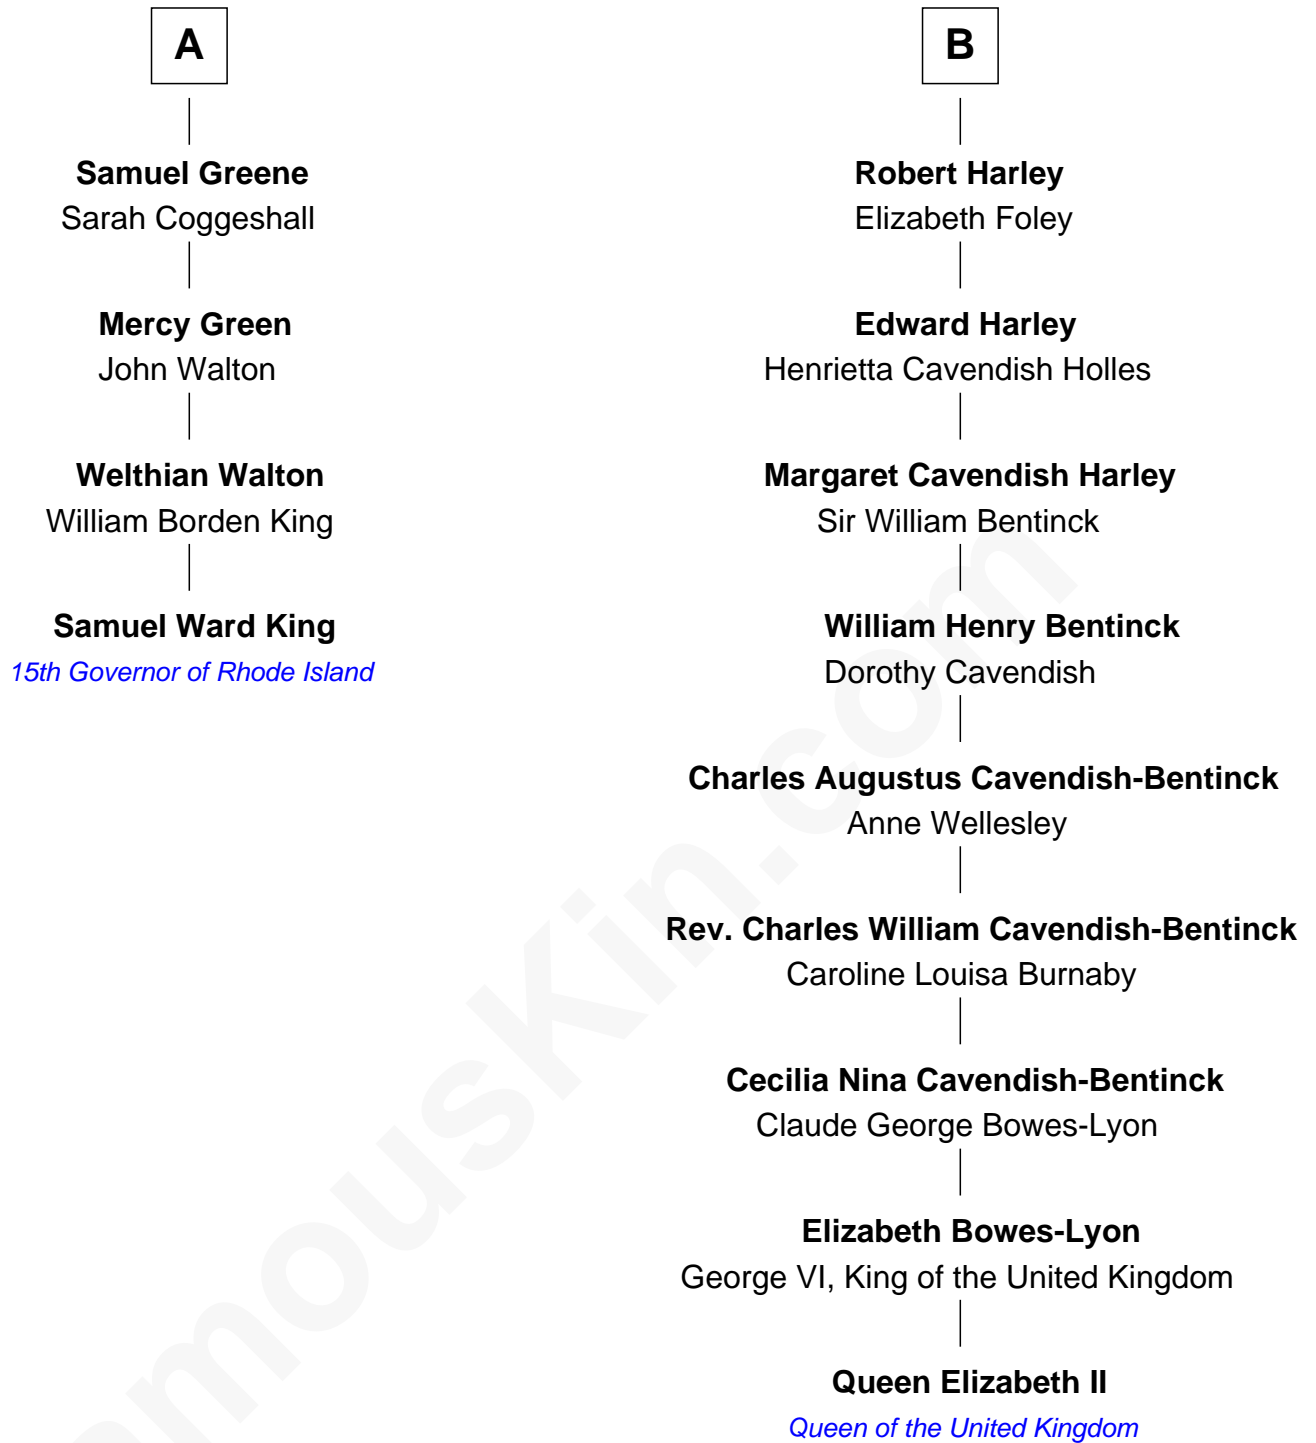 A
Samuel Greene
Sarah Coggeshall
Mercy Green
John Walton
Welthian Walton
William Borden King
Samuel Ward King
15th Governor of Rhode Island
B
Robert Harley
Elizabeth Foley
Edward Harley
Henrietta Cavendish Holles
Margaret Cavendish Harley
Sir William Bentinck
William Henry Bentinck
Dorothy Cavendish
Charles Augustus Cavendish-Bentinck
Anne Wellesley
Rev. Charles William Cavendish-Bentinck
Caroline Louisa Burnaby
Cecilia Nina Cavendish-Bentinck
Claude George Bowes-Lyon
Elizabeth Bowes-Lyon
George VI, King of the United Kingdom
Queen Elizabeth II
Queen of the United Kingdom
amousKin.com